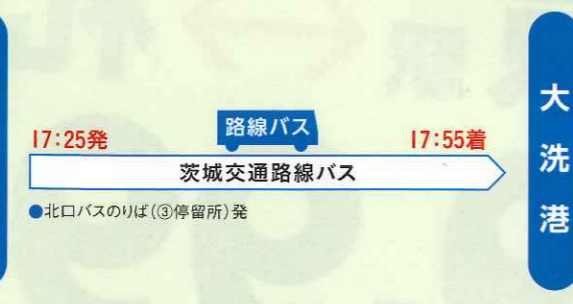 路線バス
17:25発
17:55着
茨城交通路線バス
●北口バスのりば(③停留所)発
大洗港